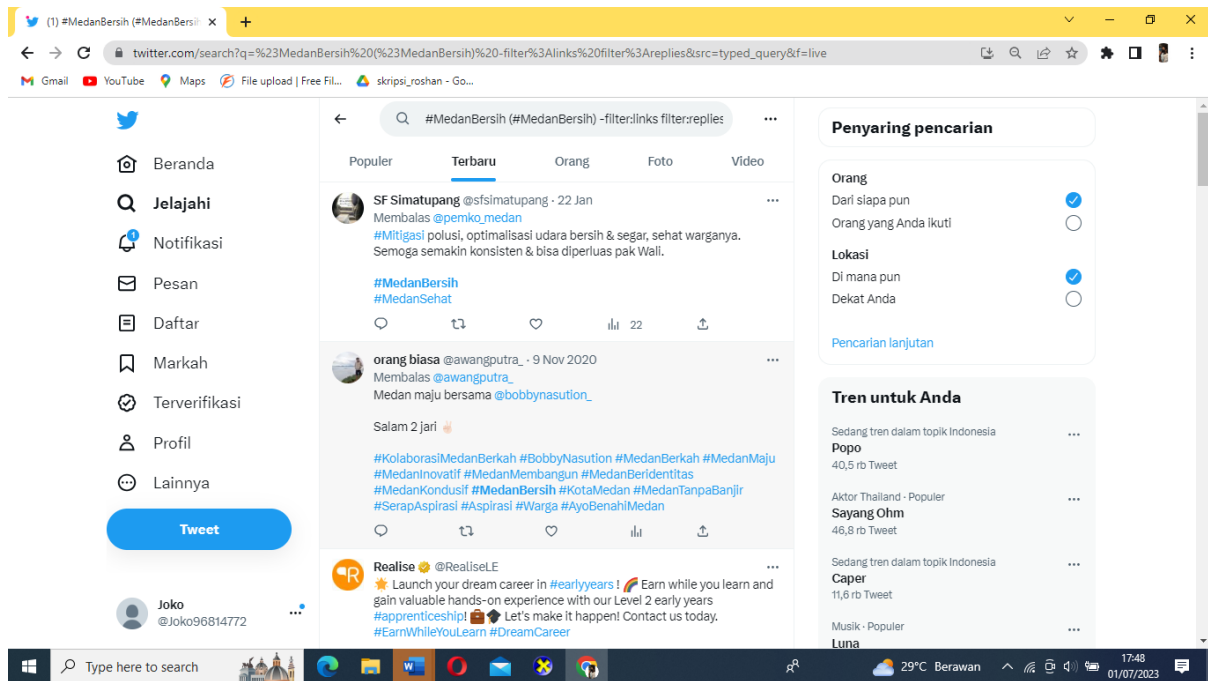 (1) #MedanBersih (#MedanBersih
twitter.com/search?q=%23MedanBersih%20(%23MedanBersih)%20-filter%3Alinks%20filter%3Areplies&src=typed_query&f=live
Gmail
YouTube
Maps
File upload | Free Fil...
skripsi_roshan - Go...
Beranda
Jelajahi
1
Notifikasi
Pesan
Daftar
Markah
Terverifikasi
Profil
Lainnya
Tweet
Joko
@Joko96814772
#MedanBersih (#MedanBersih) -filter:links filter:replies
Populer Terbaru Orang Foto Video
SF Simatupang @sfsimatupang · 22 Jan
Membalas @pemko_medan
#Mitigasi polusi, optimalisasi udara bersih & segar, sehat warganya.
Semoga semakin konsisten & bisa diperluas pak Wali.
#MedanBersih
#MedanSehat
22
orang biasa @awangputra_ · 9 Nov 2020
Membalas @awangputra_
Medan maju bersama @bobbynasution_
Salam 2 jari ✌🏻
#KolaborasiMedanBerkah #BobbyNasution #MedanBerkah #MedanMaju
#MedanInovatif #MedanMembangun #MedanBeridentitas
#MedanKondusif #MedanBersih #KotaMedan #MedanTanpaBanjir
#SerapAspirasi #Aspirasi #Warga #AyoBenahiMedan
Realise @RealiseLE
🌟 Launch your dream career in #earlyyears ! 🌈 Earn while you learn and
gain valuable hands-on experience with our Level 2 early years
#apprenticeship! 💼🎓 Let's make it happen! Contact us today.
#EarnWhileYouLearn #DreamCareer
Penyaring pencarian
Orang
Dari siapa pun
Orang yang Anda ikuti
Lokasi
Di mana pun
Dekat Anda
Pencarian lanjutan
Tren untuk Anda
Sedang tren dalam topik Indonesia
Popo
40,5 rb Tweet
Aktor Thailand · Populer
Sayang Ohm
46,8 rb Tweet
Sedang tren dalam topik Indonesia
Caper
11,6 rb Tweet
Musik · Populer
Luna
Type here to search
29°C Berawan
17:48
01/07/2023